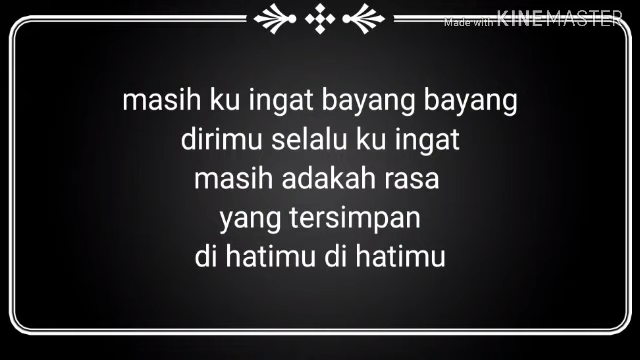 Made with KINEMASTER
masih ku ingat bayang bayang
dirimu selalu ku ingat
masih adakah rasa
yang tersimpan
di hatimu di hatimu